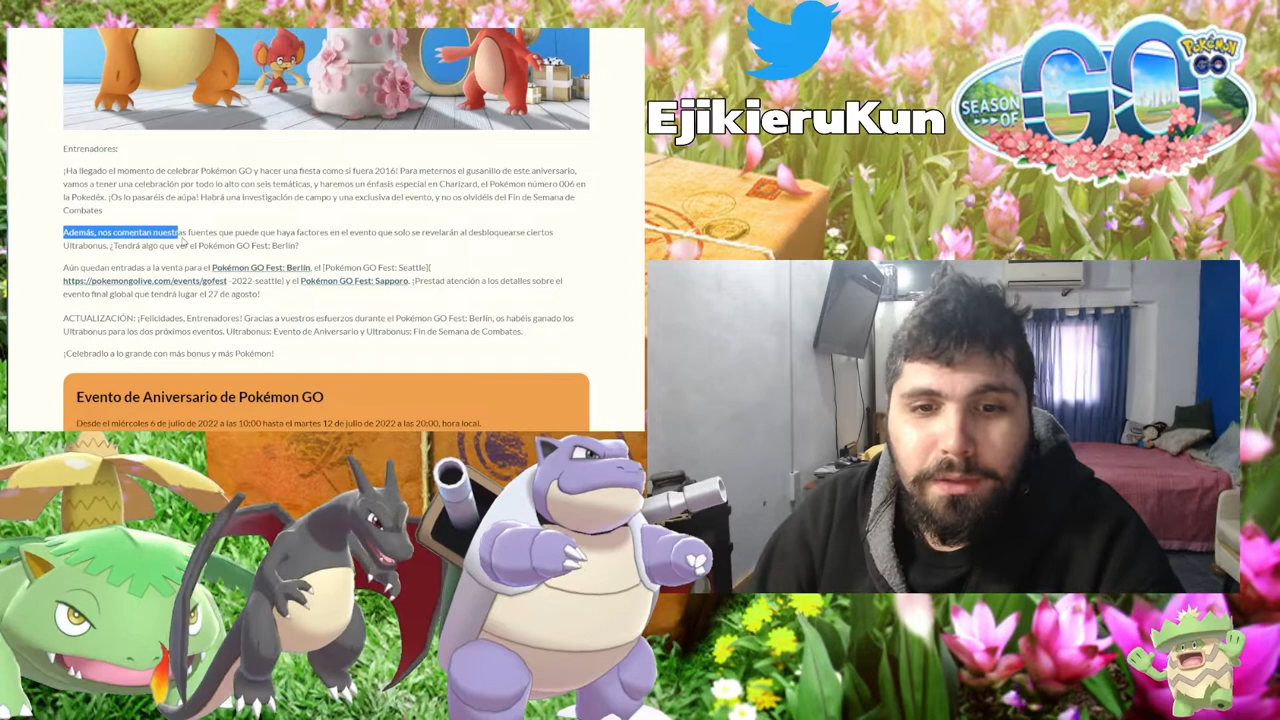 Entrenadores:
¡Ha llegado el momento de celebrar Pokémon GO y hacer una fiesta como si fuera 2016! Para meternos el gusanillo de este aniversario,
vamos a tener una celebración por todo lo alto con seis temáticas, y haremos un énfasis especial en Charizard, el Pokémon número 006 en
la Pokedéx. ¡Os lo pasaréis de aúpa! Habrá una investigación de campo y una exclusiva del evento, y no os olvidéis del Fin de Semana de
Combates
Además, nos comentan nuestras fuentes que puede que haya factores en el evento que solo se revelarán al desbloquearse ciertos
Ultrabonus. ¿Tendrá algo que ver el Pokémon GO Fest: Berlín?
Aún quedan entradas a la venta para el Pokémon GO Fest: Berlín, el [Pokémon GO Fest: Seattle](
https://pokemongolive.com/events/gofest -2022-seattle) y el Pokémon GO Fest: Sapporo. ¡Prestad atención a los detalles sobre el
evento final global que tendrá lugar el 27 de agosto!
ACTUALIZACIÓN: ¡Felicidades, Entrenadores! Gracias a vuestros esfuerzos durante el Pokémon GO Fest: Berlín, os habéis ganado los
Ultrabonus para los dos próximos eventos. Ultrabonus: Evento de Aniversario y Ultrabonus: Fin de Semana de Combates.
¡Celebradlo a lo grande con más bonus y más Pokémon!
Evento de Aniversario de Pokémon GO
Desde el miércoles 6 de julio de 2022 a las 10:00 hasta el martes 12 de julio de 2022 a las 20:00, hora local.
EjikieruKun
SEASON
OF
GO
POKéMON
GO